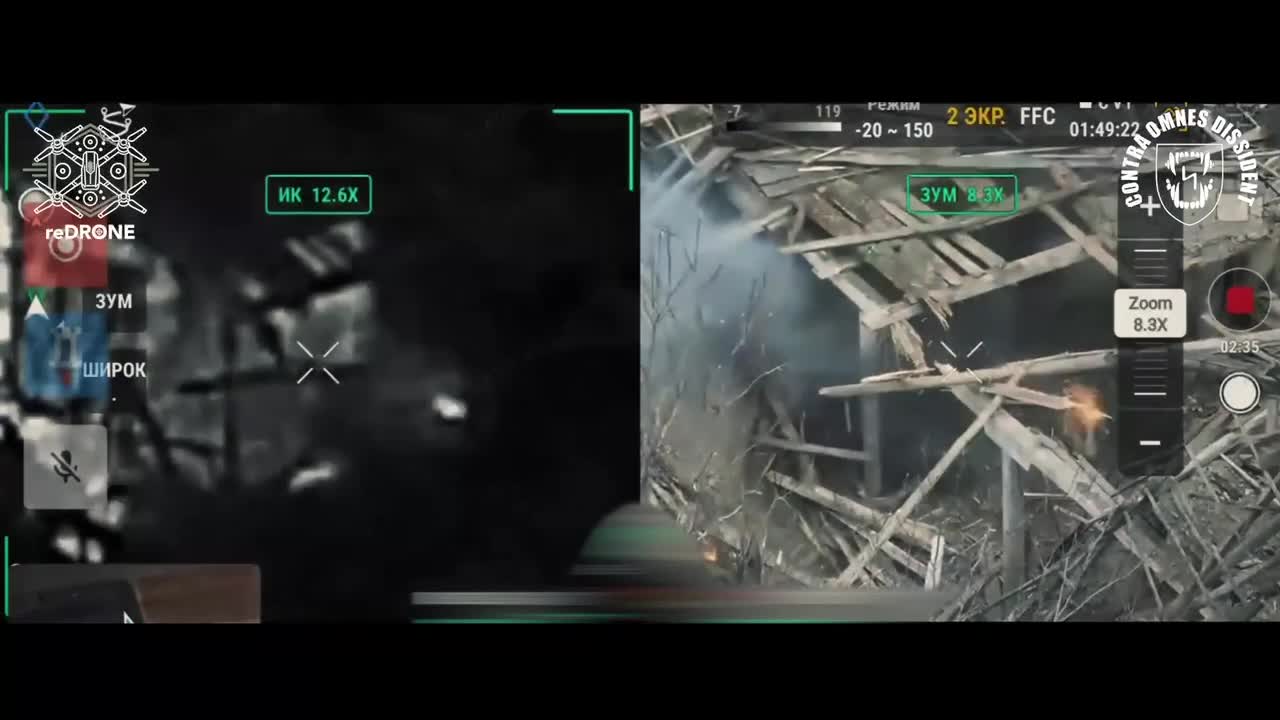 reDRONE
ИК 12.6X
ЗУМ
ШИРОК
-7
119
Режим
-20 ~ 150
2 ЭКР.
FFC
01:49:22
CONTRA OMNES DISSIDENT
ЗУМ 8.3X
Zoom
8.3X
02:35